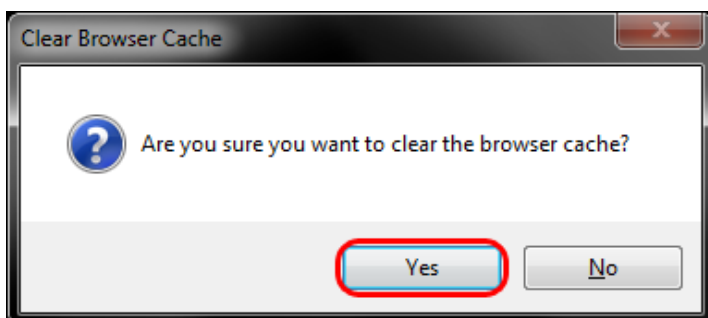 Clear Browser Cache
Are you sure you want to clear the browser cache?
Yes
No